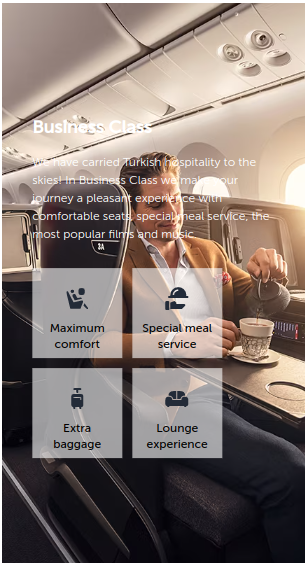 Business Class
We have carried Turkish hospitality to the
skies! In Business Class we make your
journey a pleasant experience with
comfortable seats, special meal service, the
most popular films and music.
3A
Maximum
comfort
Special meal
service
Extra
baggage
Lounge
experience